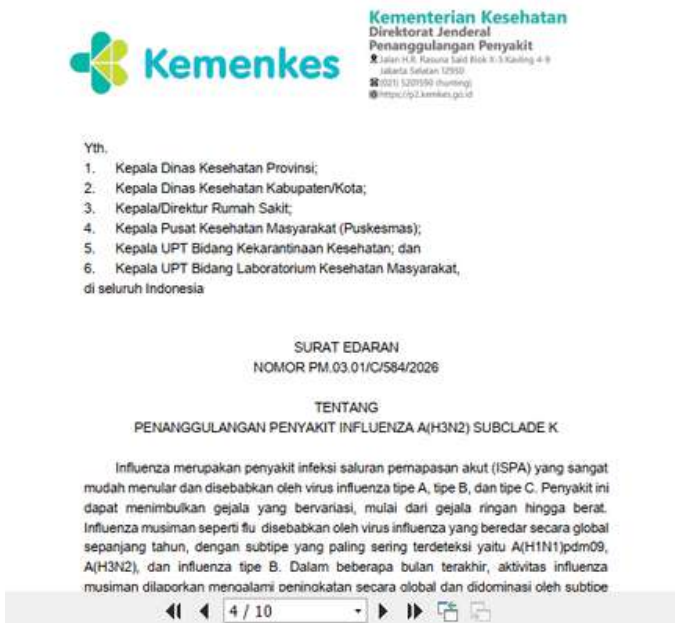 Kemenkes
Kementerian Kesehatan
Direktorat Jenderal
Penanggulangan Penyakit
Jalan H.R. Rasuna Said Blok X-5 Kavling 4-9
Jakarta Selatan 12950
(021) 5201590 (hunting)
https://p2.kemkes.go.id
Yth.
1. Kepala Dinas Kesehatan Provinsi;
2. Kepala Dinas Kesehatan Kabupaten/Kota;
3. Kepala/Direktur Rumah Sakit;
4. Kepala Pusat Kesehatan Masyarakat (Puskesmas);
5. Kepala UPT Bidang Kekarantinaan Kesehatan; dan
6. Kepala UPT Bidang Laboratorium Kesehatan Masyarakat,
di seluruh Indonesia
SURAT EDARAN
NOMOR PM.03.01/C/584/2026
TENTANG
PENANGGULANGAN PENYAKIT INFLUENZA A(H3N2) SUBCLADE K
Influenza merupakan penyakit infeksi saluran pernapasan akut (ISPA) yang sangat
mudah menular dan disebabkan oleh virus influenza tipe A, tipe B, dan tipe C. Penyakit ini
dapat menimbulkan gejala yang bervariasi, mulai dari gejala ringan hingga berat.
Influenza musiman seperti flu disebabkan oleh virus influenza yang beredar secara global
sepanjang tahun, dengan subtipe yang paling sering terdeteksi yaitu A(H1N1)pdm09,
A(H3N2), dan influenza tipe B. Dalam beberapa bulan terakhir, aktivitas influenza
musiman dilaporkan mengalami peningkatan secara global dan didominasi oleh subtipe
4 / 10